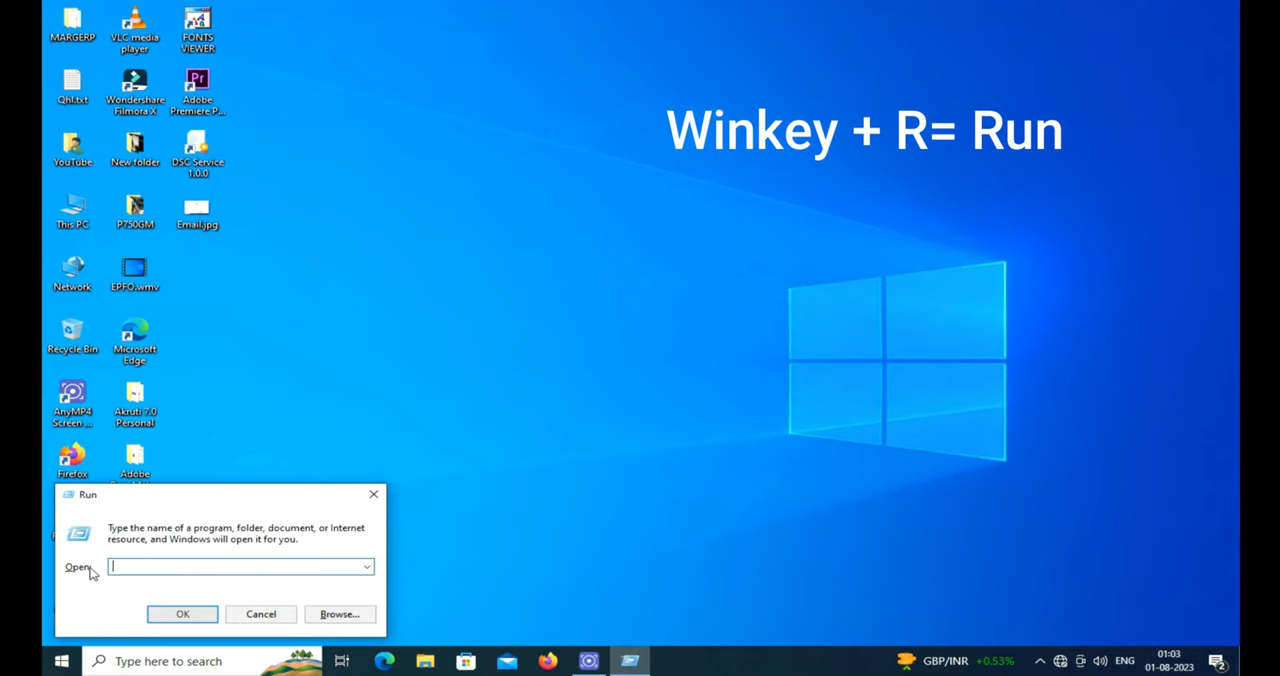 MARGERP
VLC media
player
FONTS
VIEWER
Qhl.txt
Wondershare
Filmora X
Adobe
Premiere P...
YouTube
New folder
DSC Service
1.0.0
This PC
P750GM
Email.jpg
Network
EPFO.wmv
Recycle Bin
Microsoft
Edge
AnyMP4
Screen ...
Akruti 7.0
Personal
Firefox
Adobe
Winkey + R= Run
Run
Type the name of a program, folder, document, or Internet
resource, and Windows will open it for you.
Open:
OK
Cancel
Browse...
Type here to search
GBP/INR +0.53%
ENG
01:03
01-08-2023
2